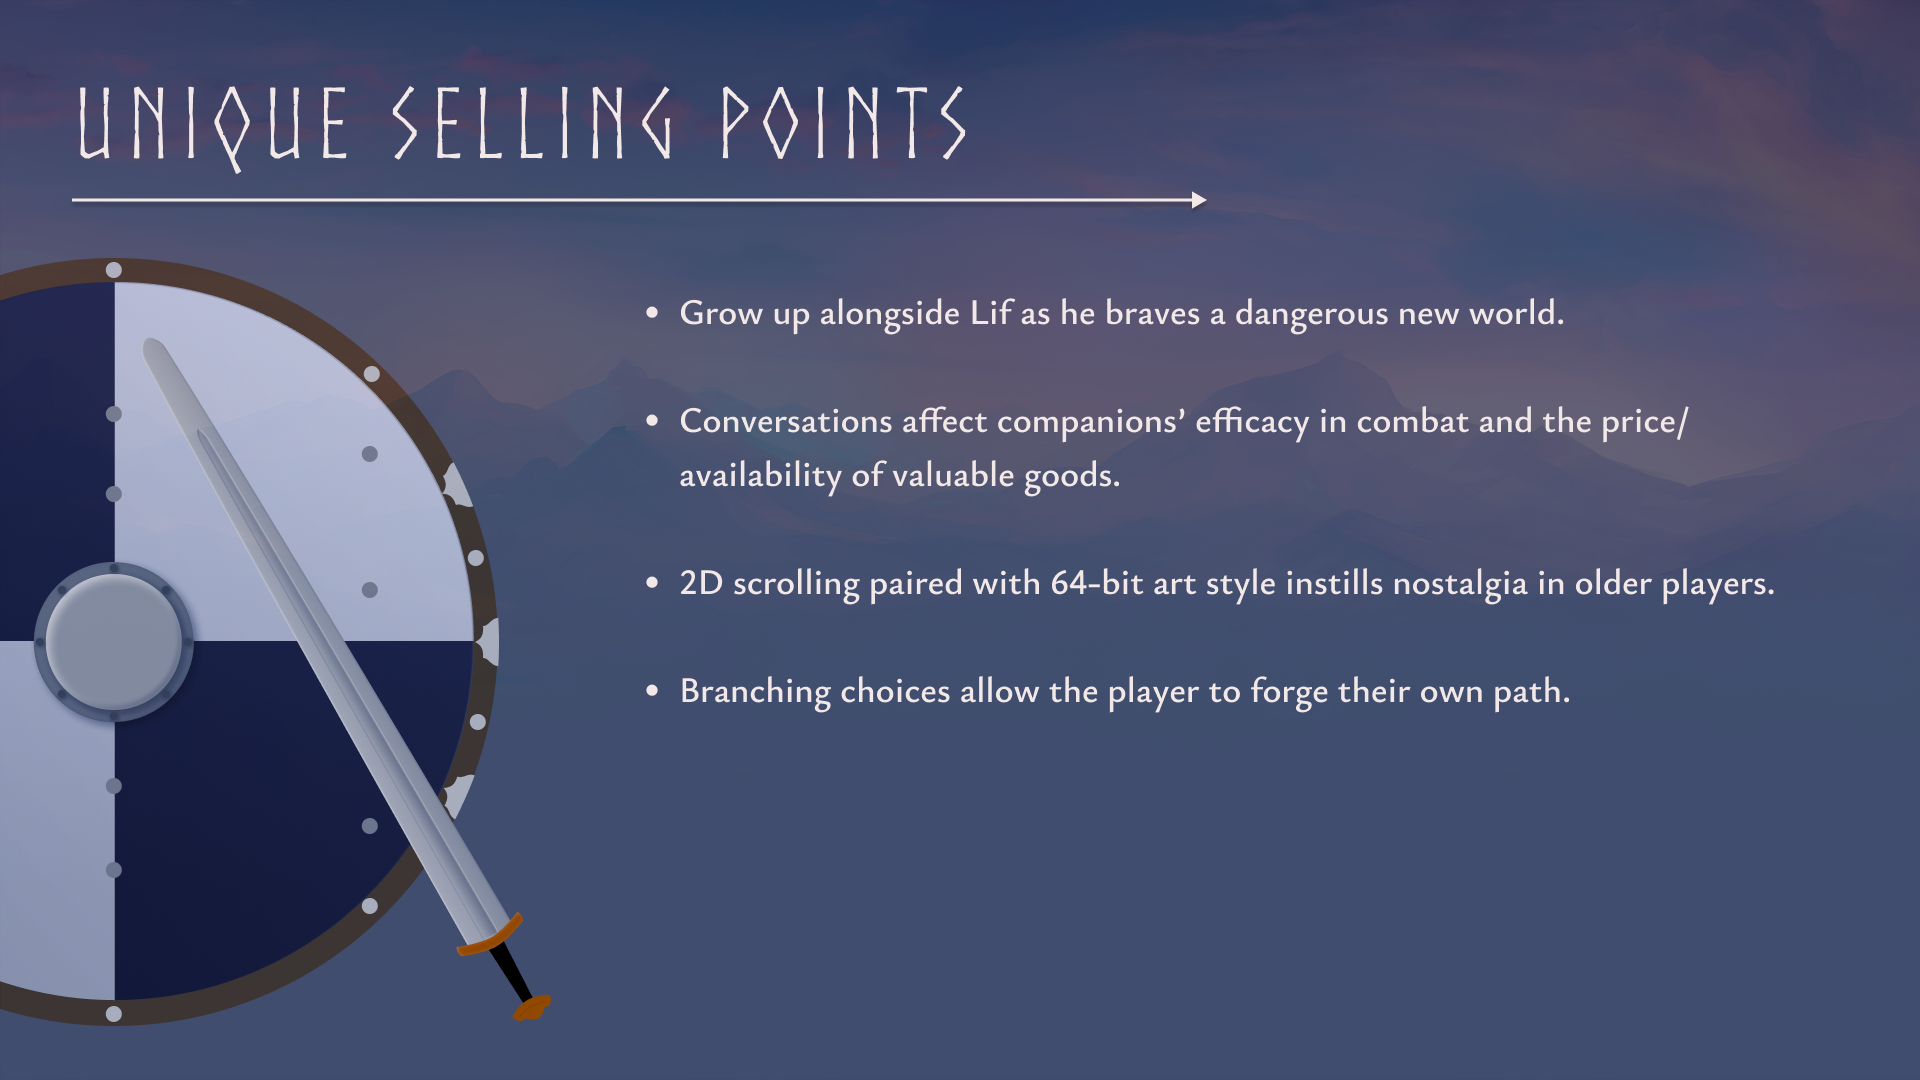 UNIQUE SELLING POINTS
• Grow up alongside Lif as he braves a dangerous new world.
• Conversations affect companions’ efficacy in combat and the price/
availability of valuable goods.
• 2D scrolling paired with 64-bit art style instills nostalgia in older players.
• Branching choices allow the player to forge their own path.